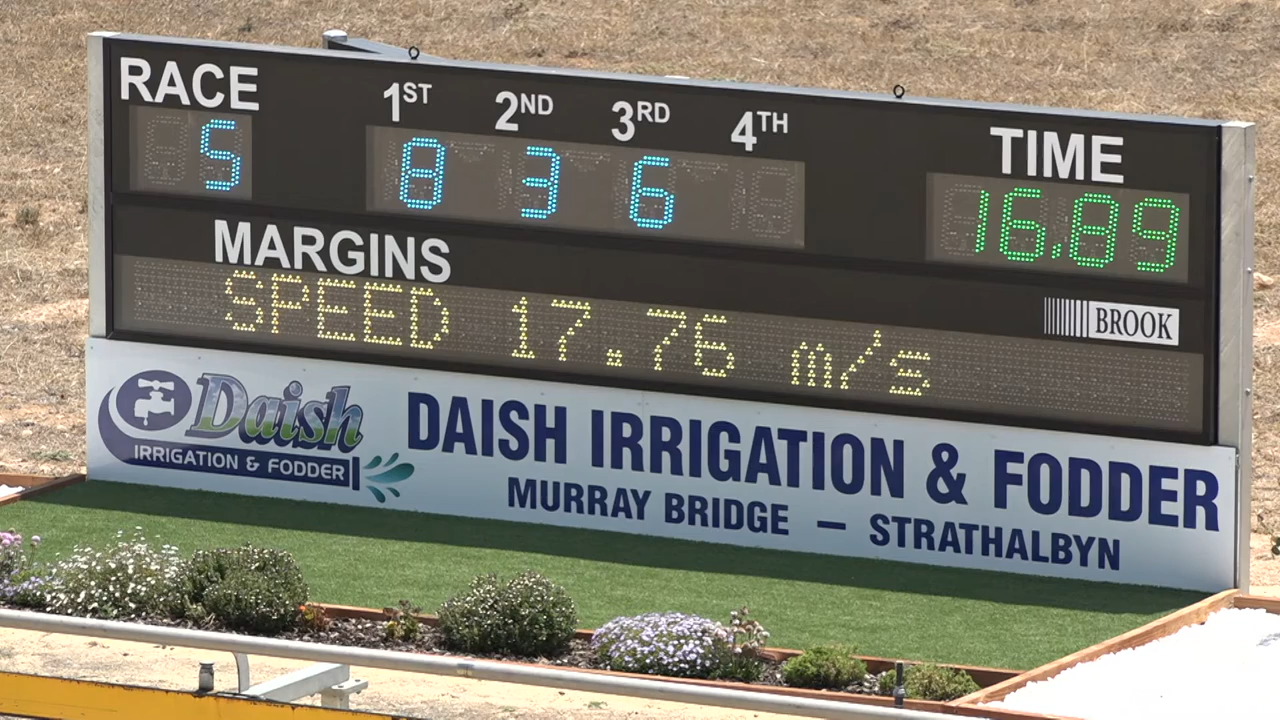 RACE 1ST 2ND 3RD 4TH TIME
5 8 3 6 16.89
MARGINS
SPEED 17.76 m/s
BROOK
Daish
IRRIGATION & FODDER
DAISH IRRIGATION & FODDER
MURRAY BRIDGE – STRATHALBYN